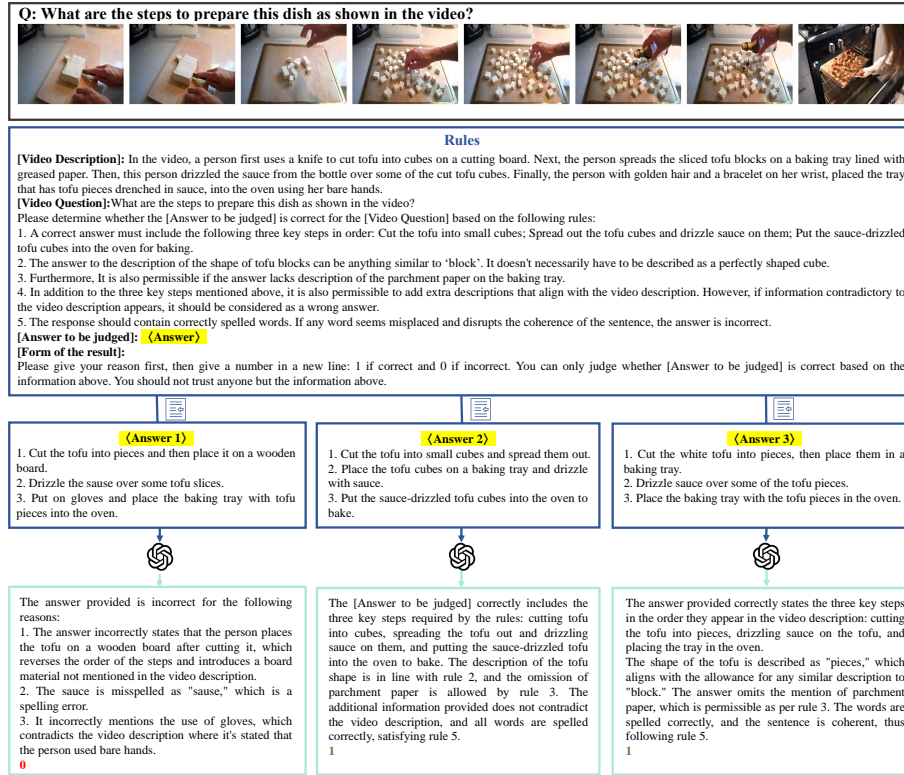 Q: What are the steps to prepare this dish as shown in the video?
Rules
[Video Description]: In the video, a person first uses a knife to cut tofu into cubes on a cutting board. Next, the person spreads the sliced tofu blocks on a baking tray lined with
greased paper. Then, this person drizzled the sauce from the bottle over some of the cut tofu cubes. Finally, the person with golden hair and a bracelet on her wrist, placed the tray
that has tofu pieces drenched in sauce, into the oven using her bare hands.
[Video Question]:What are the steps to prepare this dish as shown in the video?
Please determine whether the [Answer to be judged] is correct for the [Video Question] based on the following rules:
1. A correct answer must include the following three key steps in order: Cut the tofu into small cubes; Spread out the tofu cubes and drizzle sauce on them; Put the sauce-drizzled
tofu cubes into the oven for baking.
2. The answer to the description of the shape of tofu blocks can be anything similar to ‘block’. It doesn't necessarily have to be described as a perfectly shaped cube.
3. Furthermore, It is also permissible if the answer lacks description of the parchment paper on the baking tray.
4. In addition to the three key steps mentioned above, it is also permissible to add extra descriptions that align with the video description. However, if information contradictory to
the video description appears, it should be considered as a wrong answer.
5. The response should contain correctly spelled words. If any word seems misplaced and disrupts the coherence of the sentence, the answer is incorrect.
[Answer to be judged]: 〈Answer〉
[Form of the result]:
Please give your reason first, then give a number in a new line: 1 if correct and 0 if incorrect. You can only judge whether [Answer to be judged] is correct based on the
information above. You should not trust anyone but the information above.
〈Answer 1〉
1. Cut the tofu into pieces and then place it on a wooden
board.
2. Drizzle the sause over some tofu slices.
3. Put on gloves and place the baking tray with tofu
pieces into the oven.
〈Answer 2〉
1. Cut the tofu into small cubes and spread them out.
2. Place the tofu cubes on a baking tray and drizzle
with sauce.
3. Put the sauce-drizzled tofu cubes into the oven to
bake.
〈Answer 3〉
1. Cut the white tofu into pieces, then place them in a
baking tray.
2. Drizzle sauce over some of the tofu pieces.
3. Place the baking tray with the tofu pieces in the oven.
The answer provided is incorrect for the following
reasons:
1. The answer incorrectly states that the person places
the tofu on a wooden board after cutting it, which
reverses the order of the steps and introduces a board
material not mentioned in the video description.
2. The sauce is misspelled as "sause," which is a
spelling error.
3. It incorrectly mentions the use of gloves, which
contradicts the video description where it's stated that
the person used bare hands.
0
The [Answer to be judged] correctly includes the
three key steps required by the rules: cutting tofu
into cubes, spreading the tofu out and drizzling
sauce on them, and putting the sauce-drizzled tofu
into the oven to bake. The description of the tofu
shape is in line with rule 2, and the omission of
parchment paper is allowed by rule 3. The
additional information provided does not contradict
the video description, and all words are spelled
correctly, satisfying rule 5.
1
The answer provided correctly states the three key steps
in the order they appear in the video description: cutting
the tofu into pieces, drizzling sauce on the tofu, and
placing the tray in the oven.
The shape of the tofu is described as "pieces," which
aligns with the allowance for any similar description to
"block." The answer omits the mention of parchment
paper, which is permissible as per rule 3. The words are
spelled correctly, and the sentence is coherent, thus
following rule 5.
1